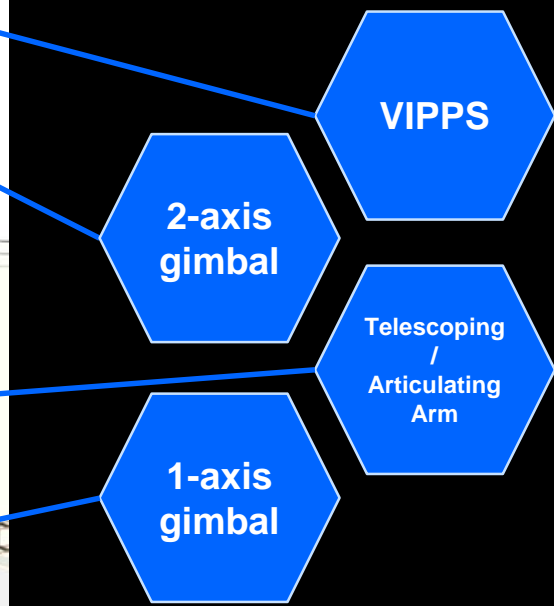 VIPPS
2-axis
gimbal
Telescoping
/
Articulating
Arm
1-axis
gimbal